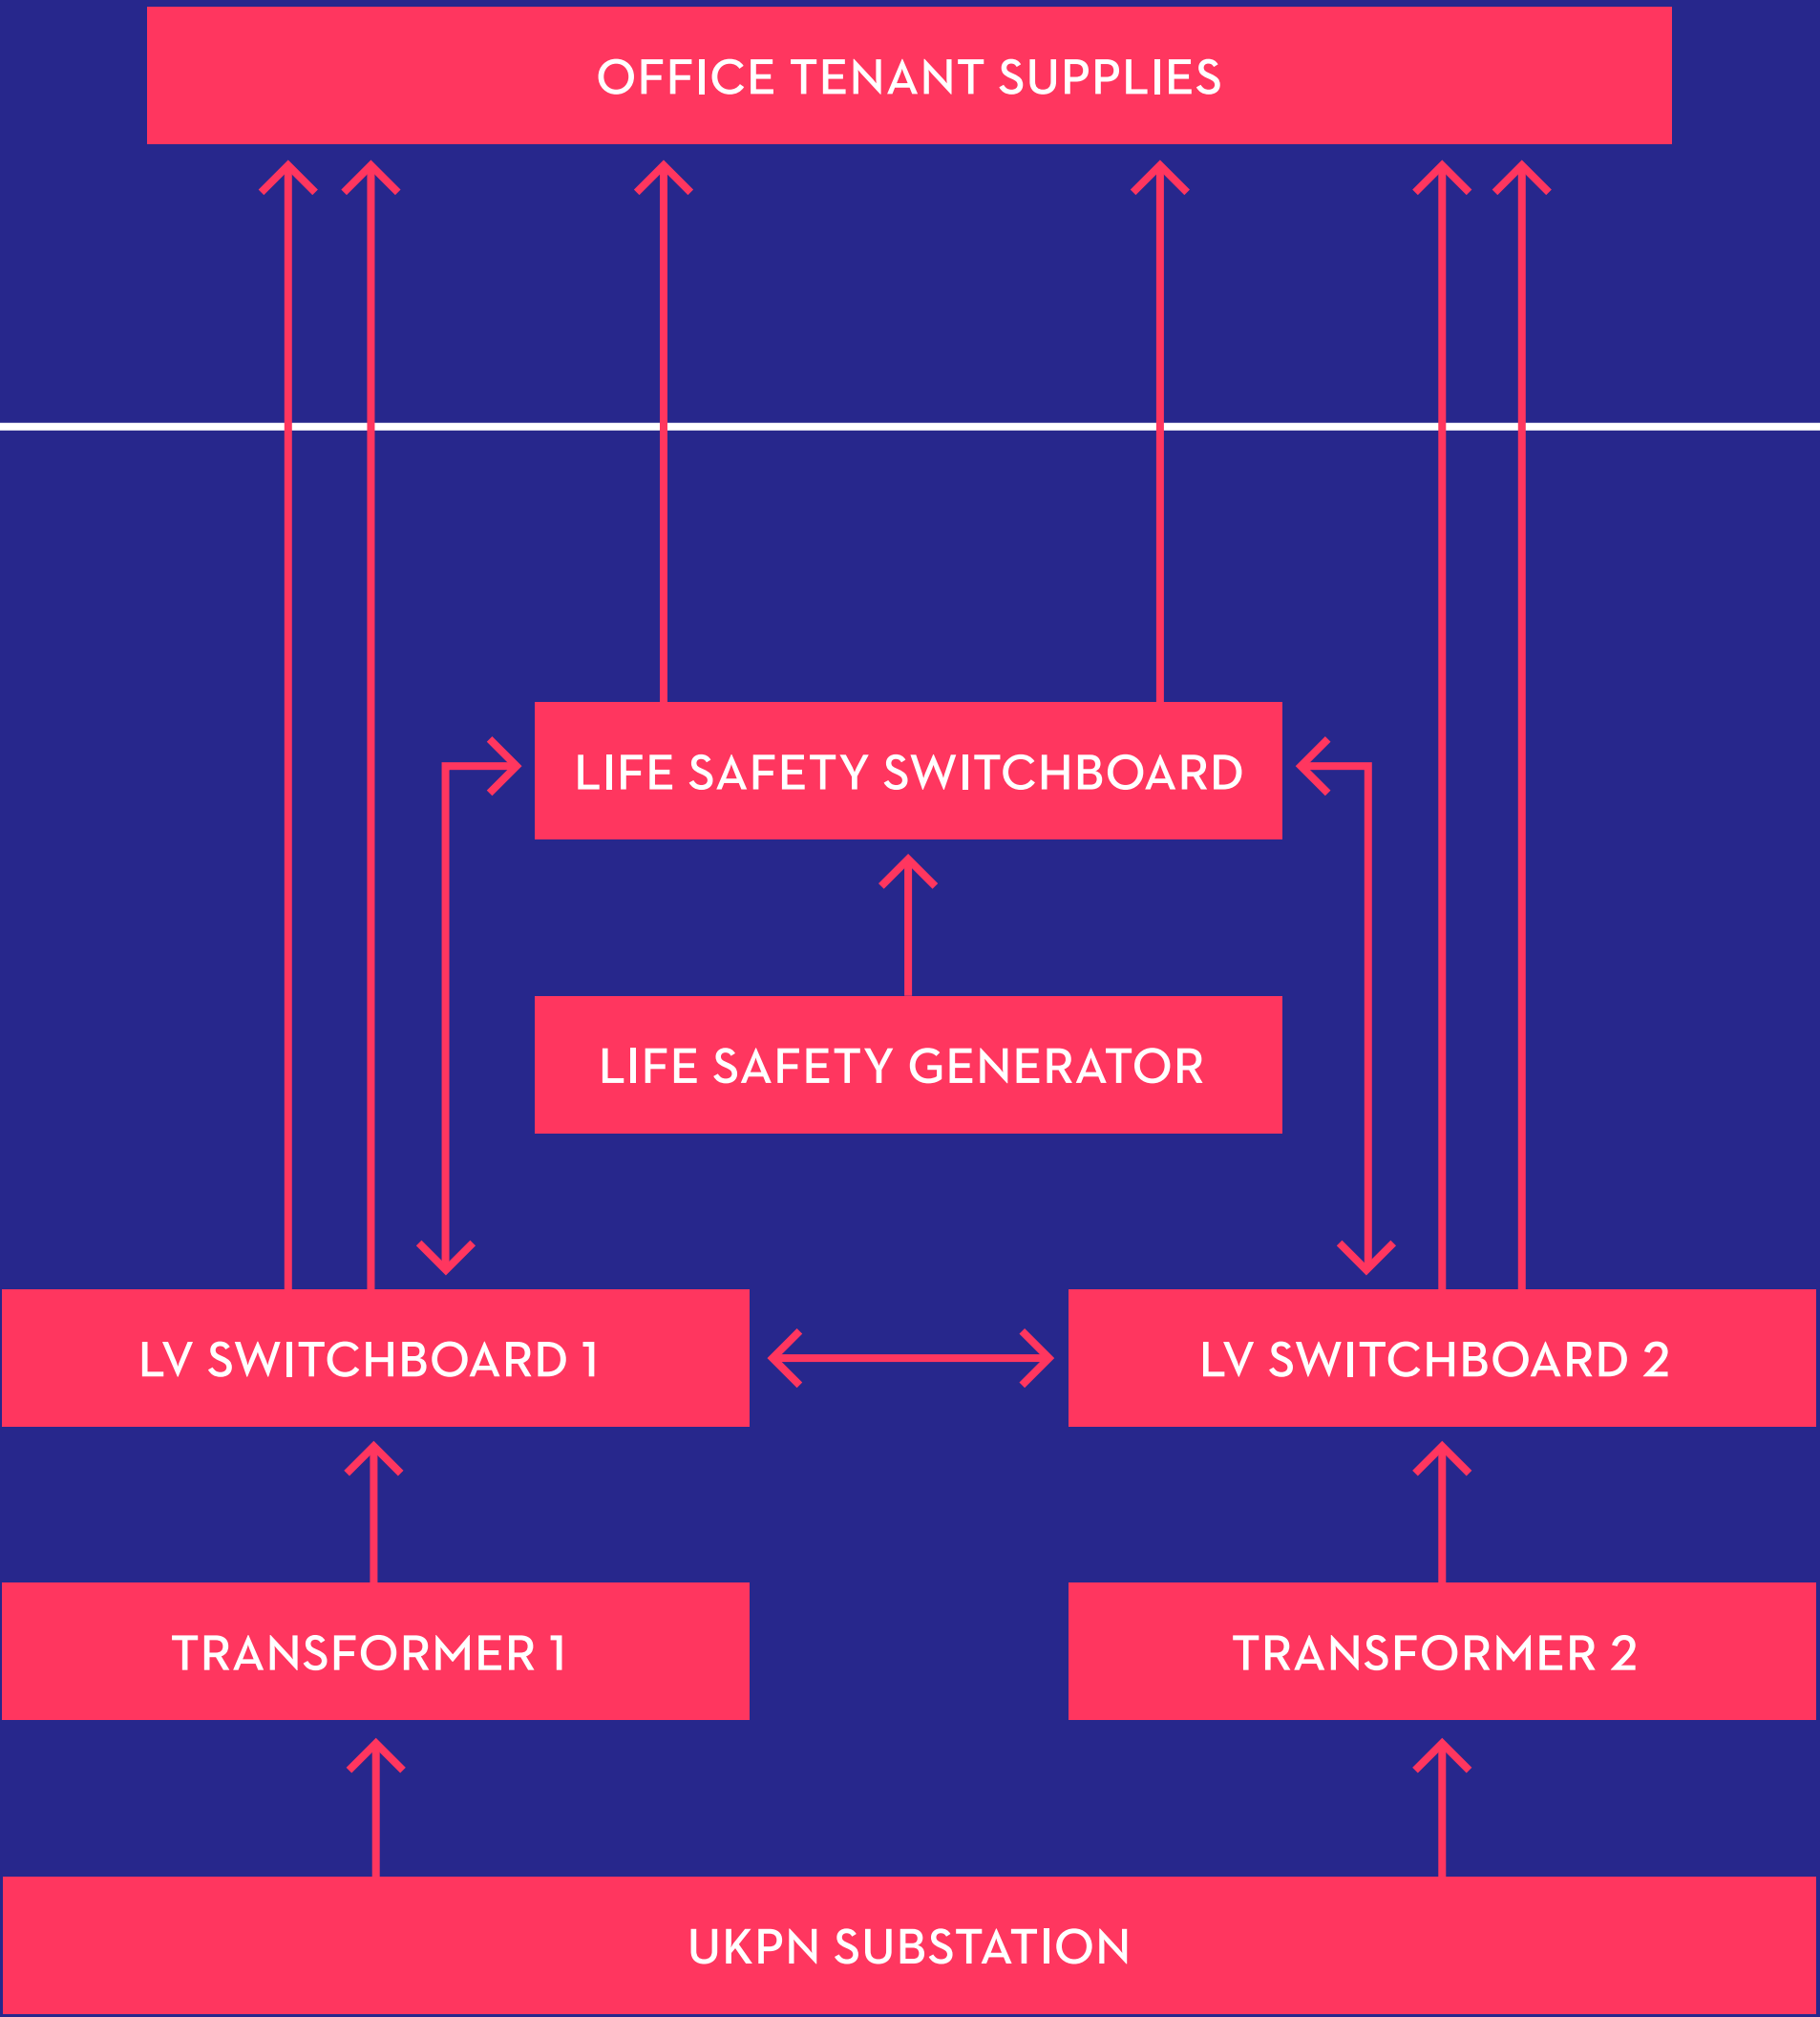 OFFICE TENANT SUPPLIES
LIFE SAFETY SWITCHBOARD
LIFE SAFETY GENERATOR
LV SWITCHBOARD 1
LV SWITCHBOARD 2
TRANSFORMER 1
TRANSFORMER 2
UKPN SUBSTATION